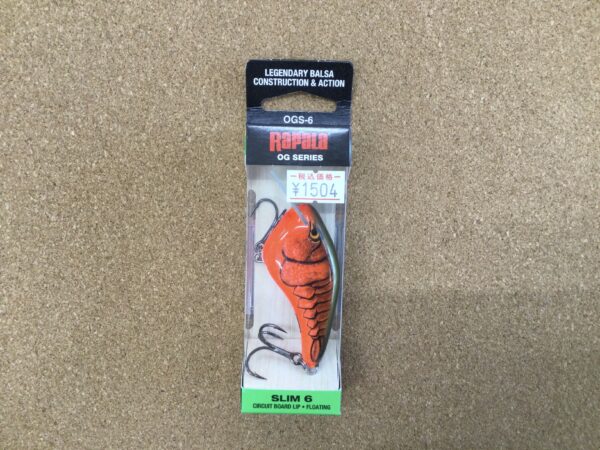 LEGENDARY BALSA
CONSTRUCTION & ACTION
OGS-6
RAPALA
OG SERIES
税込価格
¥1504
SLIM 6
CIRCUIT BOARD LIP • FLOATING